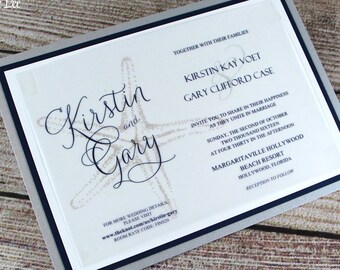 Kirstin
and
Gary
FOR MORE WEDDING DETAILS,
PLEASE VISIT
TOGETHER WITH THEIR FAMILIES
KIRSTIN KAY VOET
&
GARY CLIFFORD CASE
INVITE YOU TO SHARE IN THEIR HAPPINESS
AS THEY UNITE IN MARRIAGE
SUNDAY, THE SECOND OF OCTOBER
TWO THOUSAND SIXTEEN
AT FOUR THIRTY IN THE AFTERNOON
MARGARITAVILLE HOLLYWOOD
BEACH RESORT
HOLLYWOOD, FLORIDA
RECEPTION TO FOLLOW